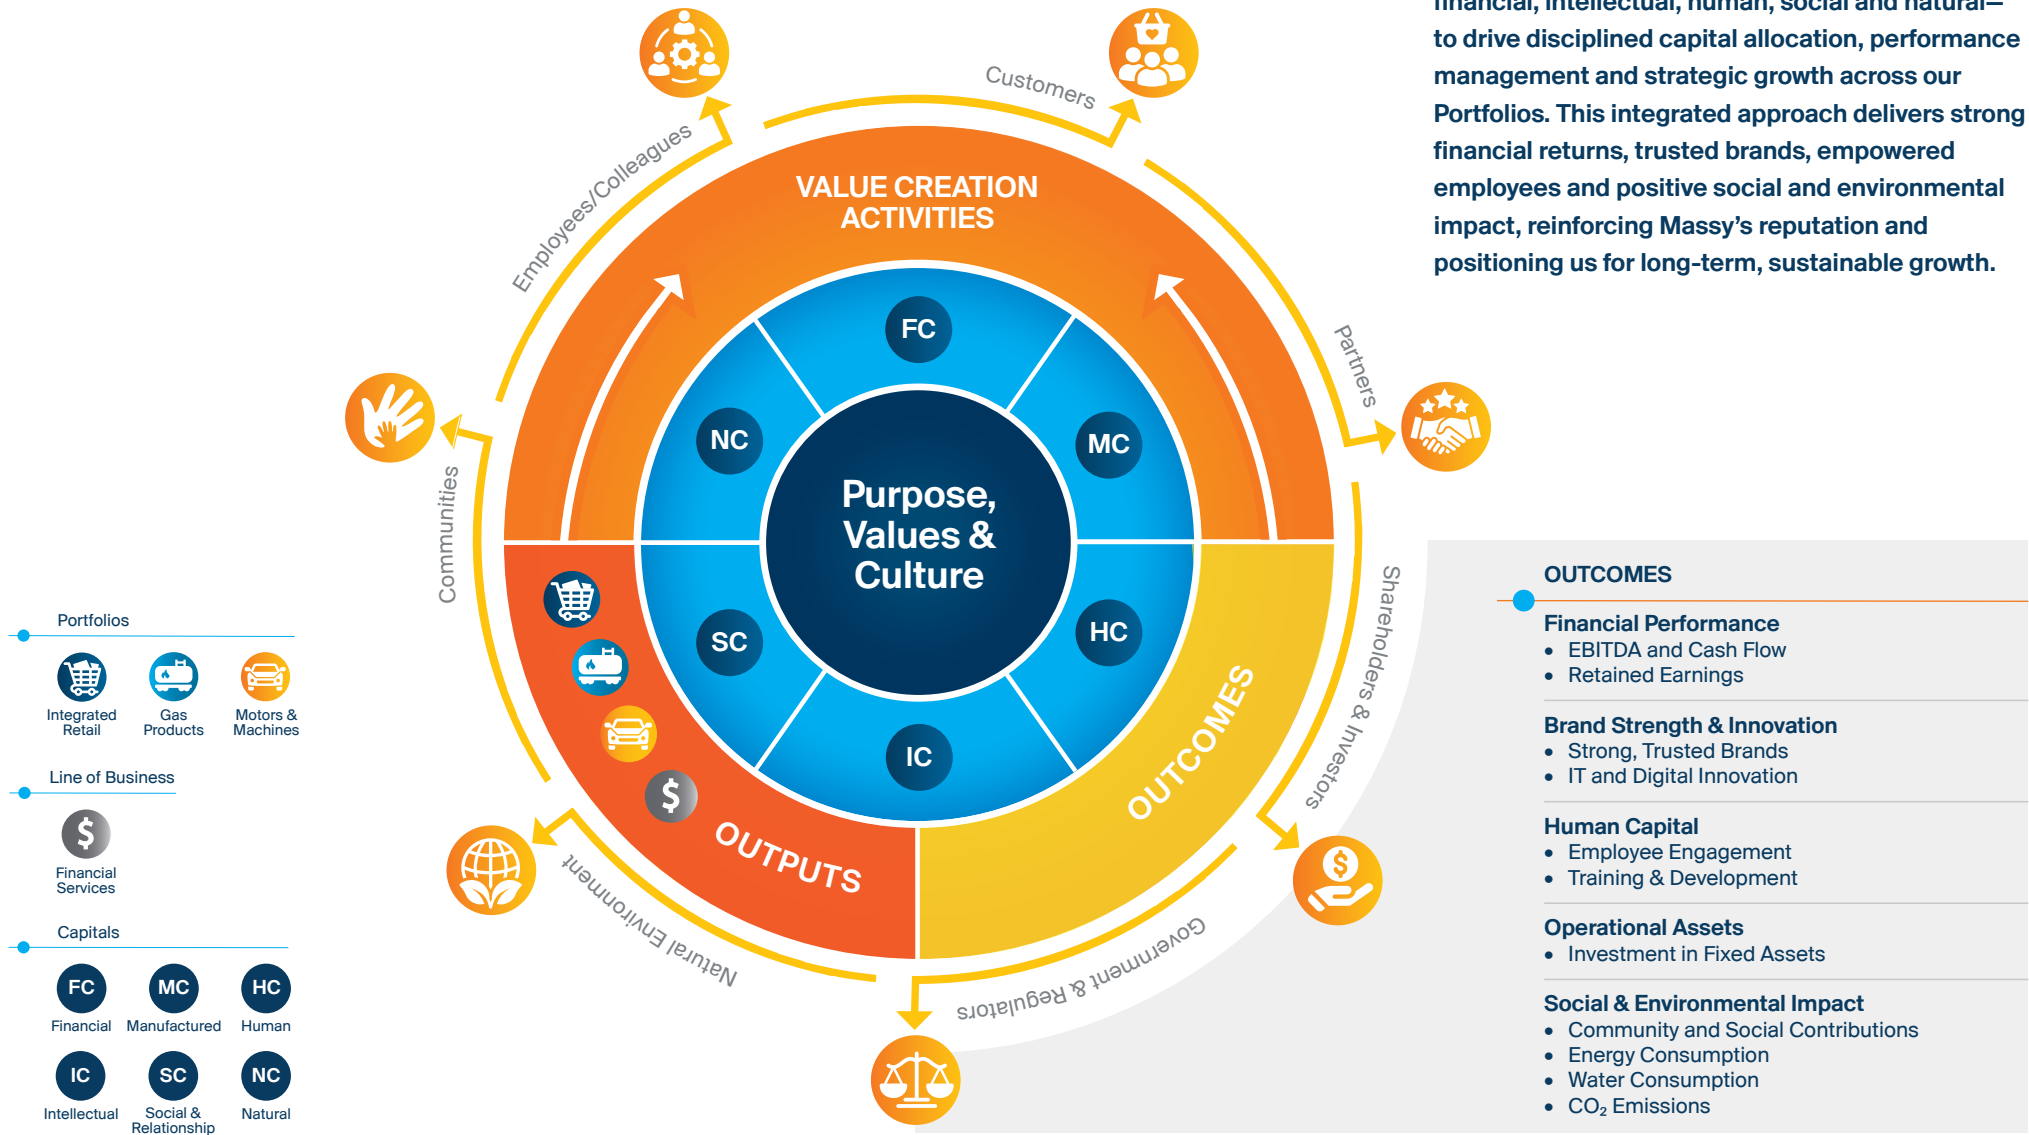 financial, intellectual, human, social and natural—
to drive disciplined capital allocation, performance
management and strategic growth across our
Portfolios. This integrated approach delivers strong
financial returns, trusted brands, empowered
employees and positive social and environmental
impact, reinforcing Massy’s reputation and
positioning us for long-term, sustainable growth.
Customers
Employees/Colleagues
Partners
Communities
Shareholders & Investors
Natural Environment
Government & Regulators
VALUE CREATION
ACTIVITIES
FC
NC
MC
SC
HC
IC
Purpose,
Values &
Culture
$
OUTPUTS
OUTCOMES
$
Portfolios
Integrated
Retail
Gas
Products
Motors &
Machines
Line of Business
$
Financial
Services
Capitals
FC
MC
HC
Financial
Manufactured
Human
IC
SC
NC
Intellectual
Social &
Relationship
Natural
OUTCOMES
Financial Performance
• EBITDA and Cash Flow
• Retained Earnings
Brand Strength & Innovation
• Strong, Trusted Brands
• IT and Digital Innovation
Human Capital
• Employee Engagement
• Training & Development
Operational Assets
• Investment in Fixed Assets
Social & Environmental Impact
• Community and Social Contributions
• Energy Consumption
• Water Consumption
• CO₂ Emissions